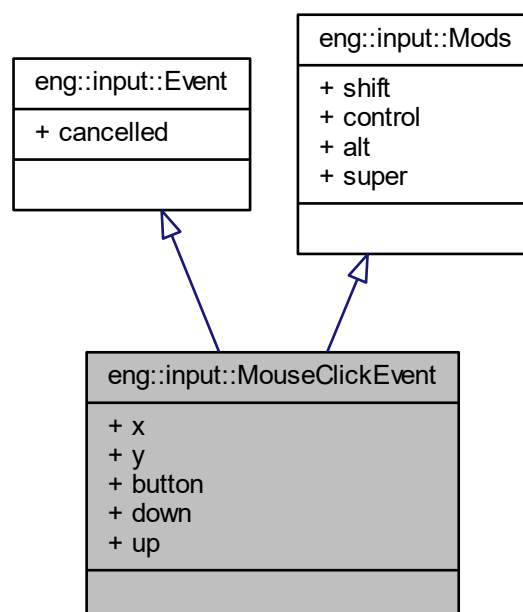 eng::input::Event
+ cancelled
eng::input::Mods
+ shift
+ control
+ alt
+ super
eng::input::MouseClickEvent
+ x
+ y
+ button
+ down
+ up